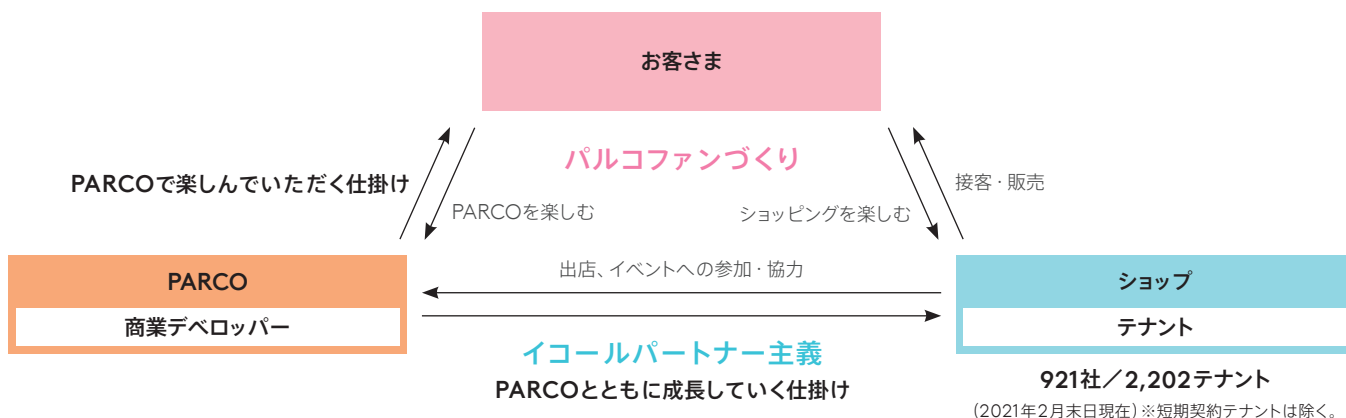 お客さま
パルコファンづくり
PARCOで楽しんでいただく仕掛け
接客・販売
PARCOを楽しむ
ショッピングを楽しむ
出店、イベントへの参加・協力
PARCO
商業デベロッパー
ショップ
テナント
イコールパートナー主義
PARCOとともに成長していく仕掛け
921社／2,202テナント
(2021年2月末日現在)※短期契約テナントは除く。